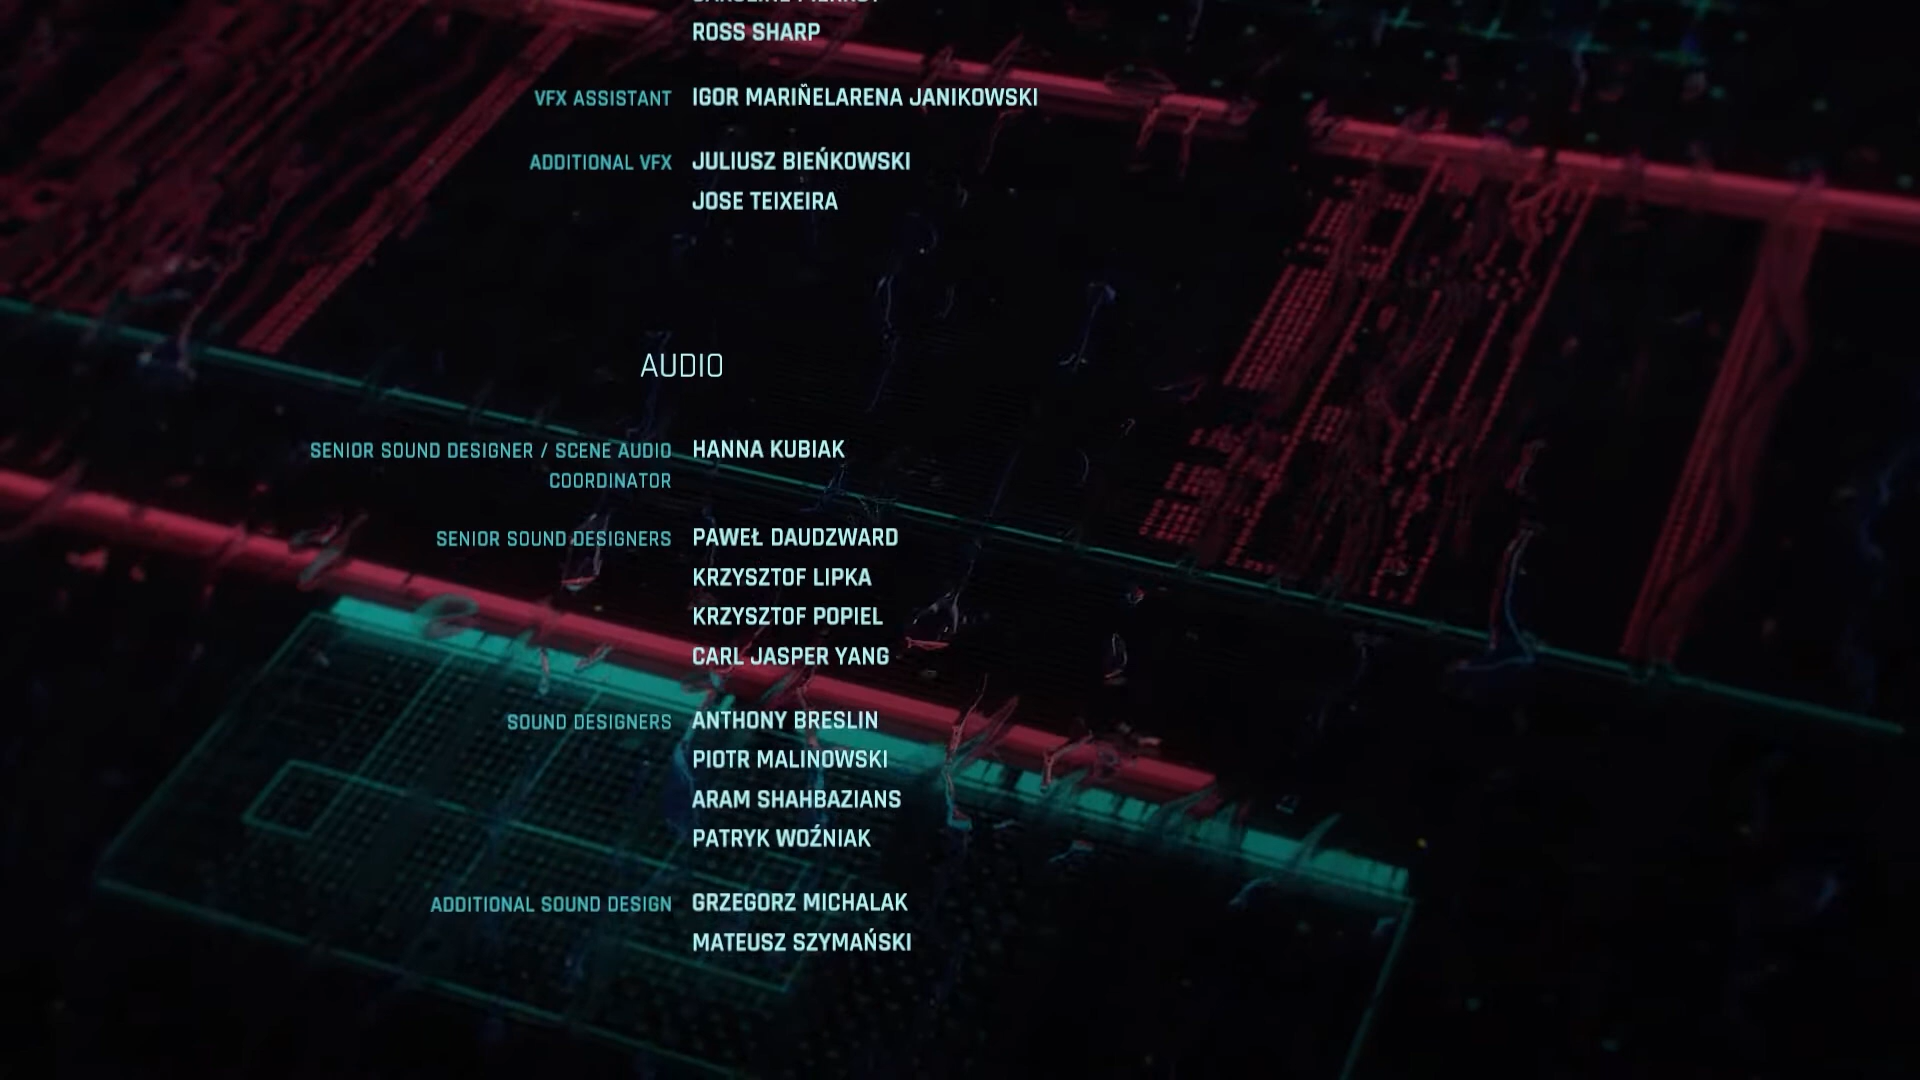 ROSS SHARP
VFX ASSISTANT IGOR MARIÑELARENA JANIKOWSKI
ADDITIONAL VFX JULIUSZ BIEŃKOWSKI
JOSE TEIXEIRA
AUDIO
SENIOR SOUND DESIGNER / SCENE AUDIO HANNA KUBIAK
COORDINATOR
SENIOR SOUND DESIGNERS PAWEŁ DAUDZWARD
KRZYSZTOF LIPKA
KRZYSZTOF POPIEL
CARL JASPER YANG
SOUND DESIGNERS ANTHONY BRESLIN
PIOTR MALINOWSKI
ARAM SHAHBAZIANS
PATRYK WOŹNIAK
ADDITIONAL SOUND DESIGN GRZEGORZ MICHALAK
MATEUSZ SZYMAŃSKI